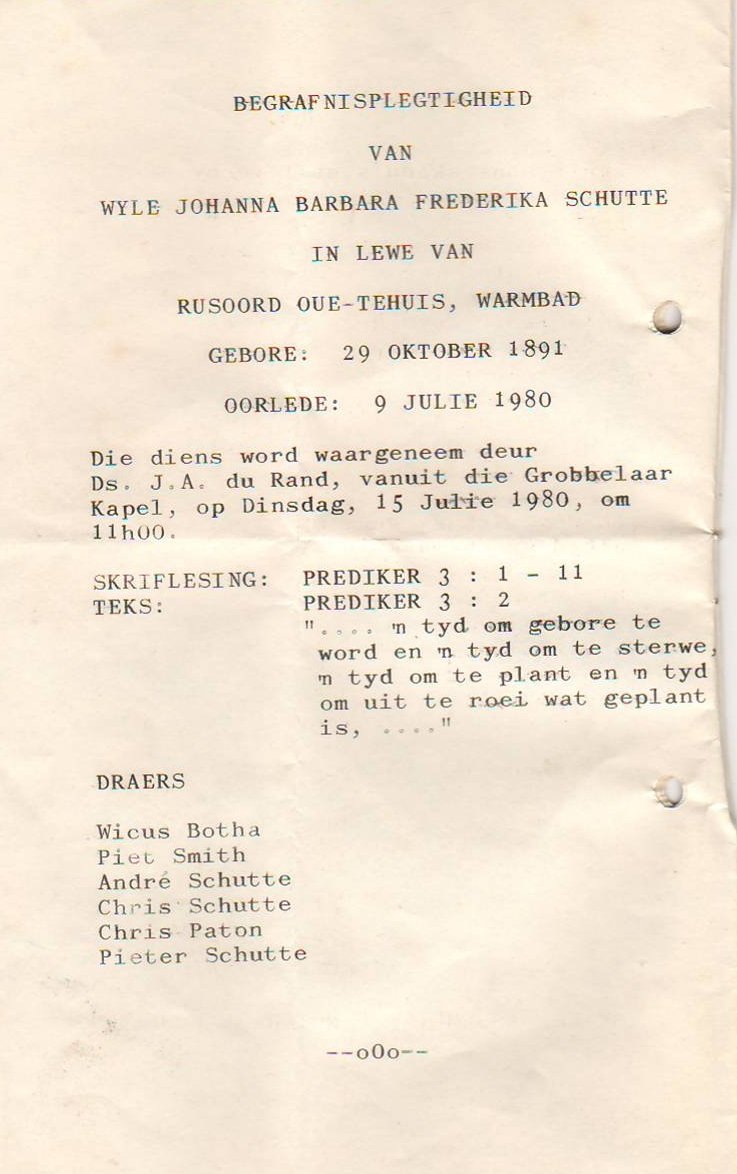 BEGRAFNISPLEGTIGHEID
VAN
WYLE JOHANNA BARBARA FREDERIKA SCHUTTE
IN LEWE VAN
RUSOORD OUE-TEHUIS, WARMBAD
GEBORE: 29 OKTOBER 1891
OORLEDE: 9 JULIE 1980
Die diens word waargeneem deur
Ds. J.A. du Rand, vanuit die Grobbelaar
Kapel, op Dinsdag, 15 Julie 1980, om
11h00.
SKRIFLESING: PREDIKER 3 : 1 - 11
TEKS: PREDIKER 3 : 2
".... 'n tyd om gebore te
word en 'n tyd om te sterwe,
'n tyd om te plant en 'n tyd
om uit te roei wat geplant
is, ...."
DRAERS
Wicus Botha
Piet Smith
André Schutte
Chris Schutte
Chris Paton
Pieter Schutte
--oOo--